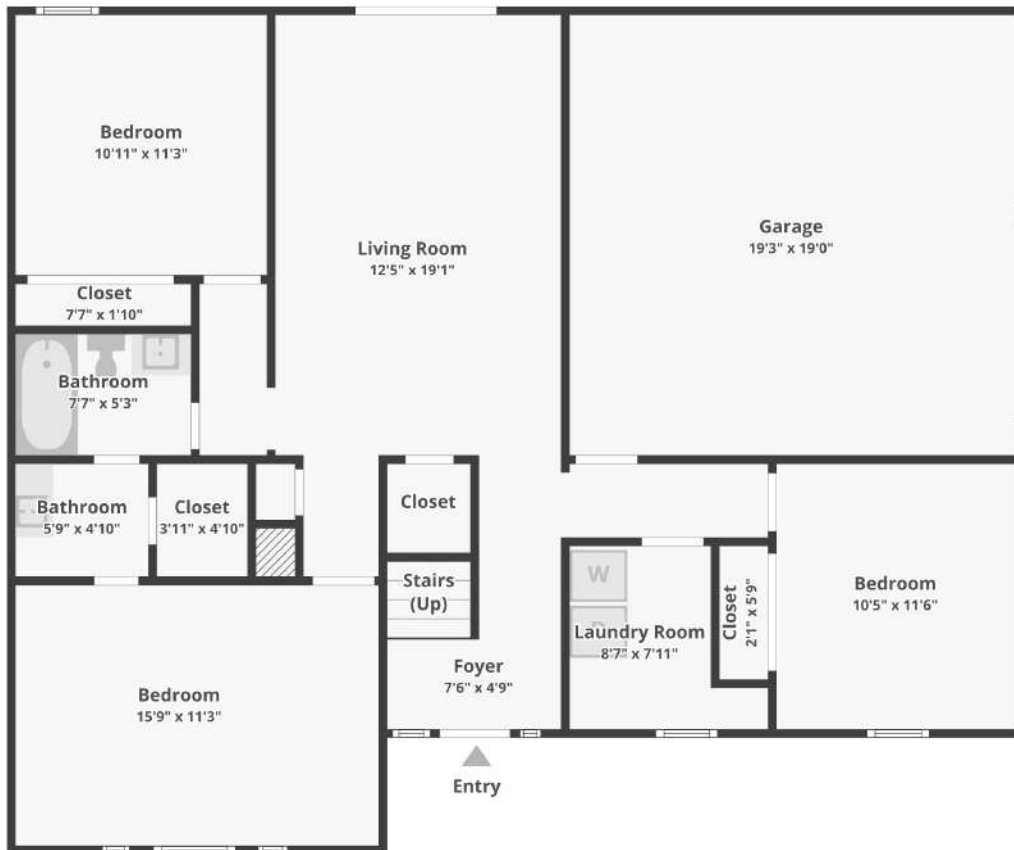 Bedroom
10'11" x 11'3"
Living Room
12'5" x 19'1"
Garage
19'3" x 19'0"
Closet
7'7" x 1'10"
Bathroom
7'7" x 5'3"
Bathroom
5'9" x 4'10"
Closet
3'11" x 4'10"
Closet
Stairs
(Up)
W
D
Laundry Room
8'7" x 7'11"
Closet
2'1" x 5'9"
Bedroom
10'5" x 11'6"
Foyer
7'6" x 4'9"
Bedroom
15'9" x 11'3"
Entry